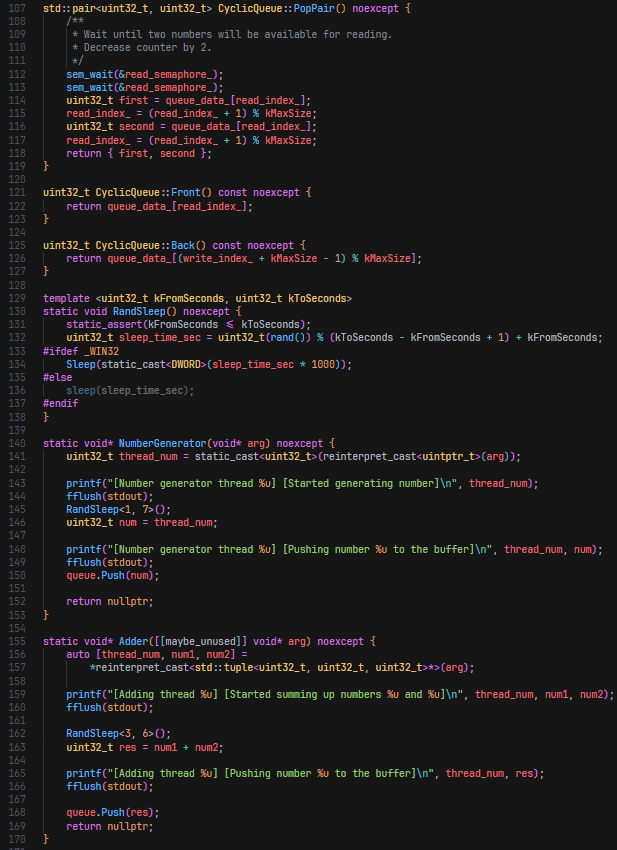 107 std::pair<uint32_t, uint32_t> CyclicQueue::PopPair() noexcept {
108     /**
109      * Wait until two numbers will be available for reading.
110      * Decrease counter by 2.
111      */
112     sem_wait(&read_semaphore_);
113     sem_wait(&read_semaphore_);
114     uint32_t first = queue_data_[read_index_];
115     read_index_ = (read_index_ + 1) % kMaxSize;
116     uint32_t second = queue_data_[read_index_];
117     read_index_ = (read_index_ + 1) % kMaxSize;
118     return { first, second };
119 }
120
121 uint32_t CyclicQueue::Front() const noexcept {
122     return queue_data_[read_index_];
123 }
124
125 uint32_t CyclicQueue::Back() const noexcept {
126     return queue_data_[(write_index_ + kMaxSize - 1) % kMaxSize];
127 }
128
129 template <uint32_t kFromSeconds, uint32_t kToSeconds>
130 static void RandSleep() noexcept {
131     static_assert(kFromSeconds <= kToSeconds);
132     uint32_t sleep_time_sec = uint32_t(rand()) % (kToSeconds - kFromSeconds + 1) + kFromSeconds;
133 #ifdef _WIN32
134     Sleep(static_cast<DWORD>(sleep_time_sec * 1000));
135 #else
136     sleep(sleep_time_sec);
137 #endif
138 }
139
140 static void* NumberGenerator(void* arg) noexcept {
141     uint32_t thread_num = static_cast<uint32_t>(reinterpret_cast<uintptr_t>(arg));
142
143     printf("[Number generator thread %u] [Started generating number]\n", thread_num);
144     fflush(stdout);
145     RandSleep<1, 7>();
146     uint32_t num = thread_num;
147
148     printf("[Number generator thread %u] [Pushing number %u to the buffer]\n", thread_num, num);
149     fflush(stdout);
150     queue.Push(num);
151
152     return nullptr;
153 }
154
155 static void* Adder([[maybe_unused]] void* arg) noexcept {
156     auto [thread_num, num1, num2] =
157         *reinterpret_cast<std::tuple<uint32_t, uint32_t, uint32_t>*>(arg);
158
159     printf("[Adding thread %u] [Started summing up numbers %u and %u]\n", thread_num, num1, num2);
160     fflush(stdout);
161
162     RandSleep<3, 6>();
163     uint32_t res = num1 + num2;
164
165     printf("[Adding thread %u] [Pushing number %u to the buffer]\n", thread_num, res);
166     fflush(stdout);
167
168     queue.Push(res);
169     return nullptr;
170 }